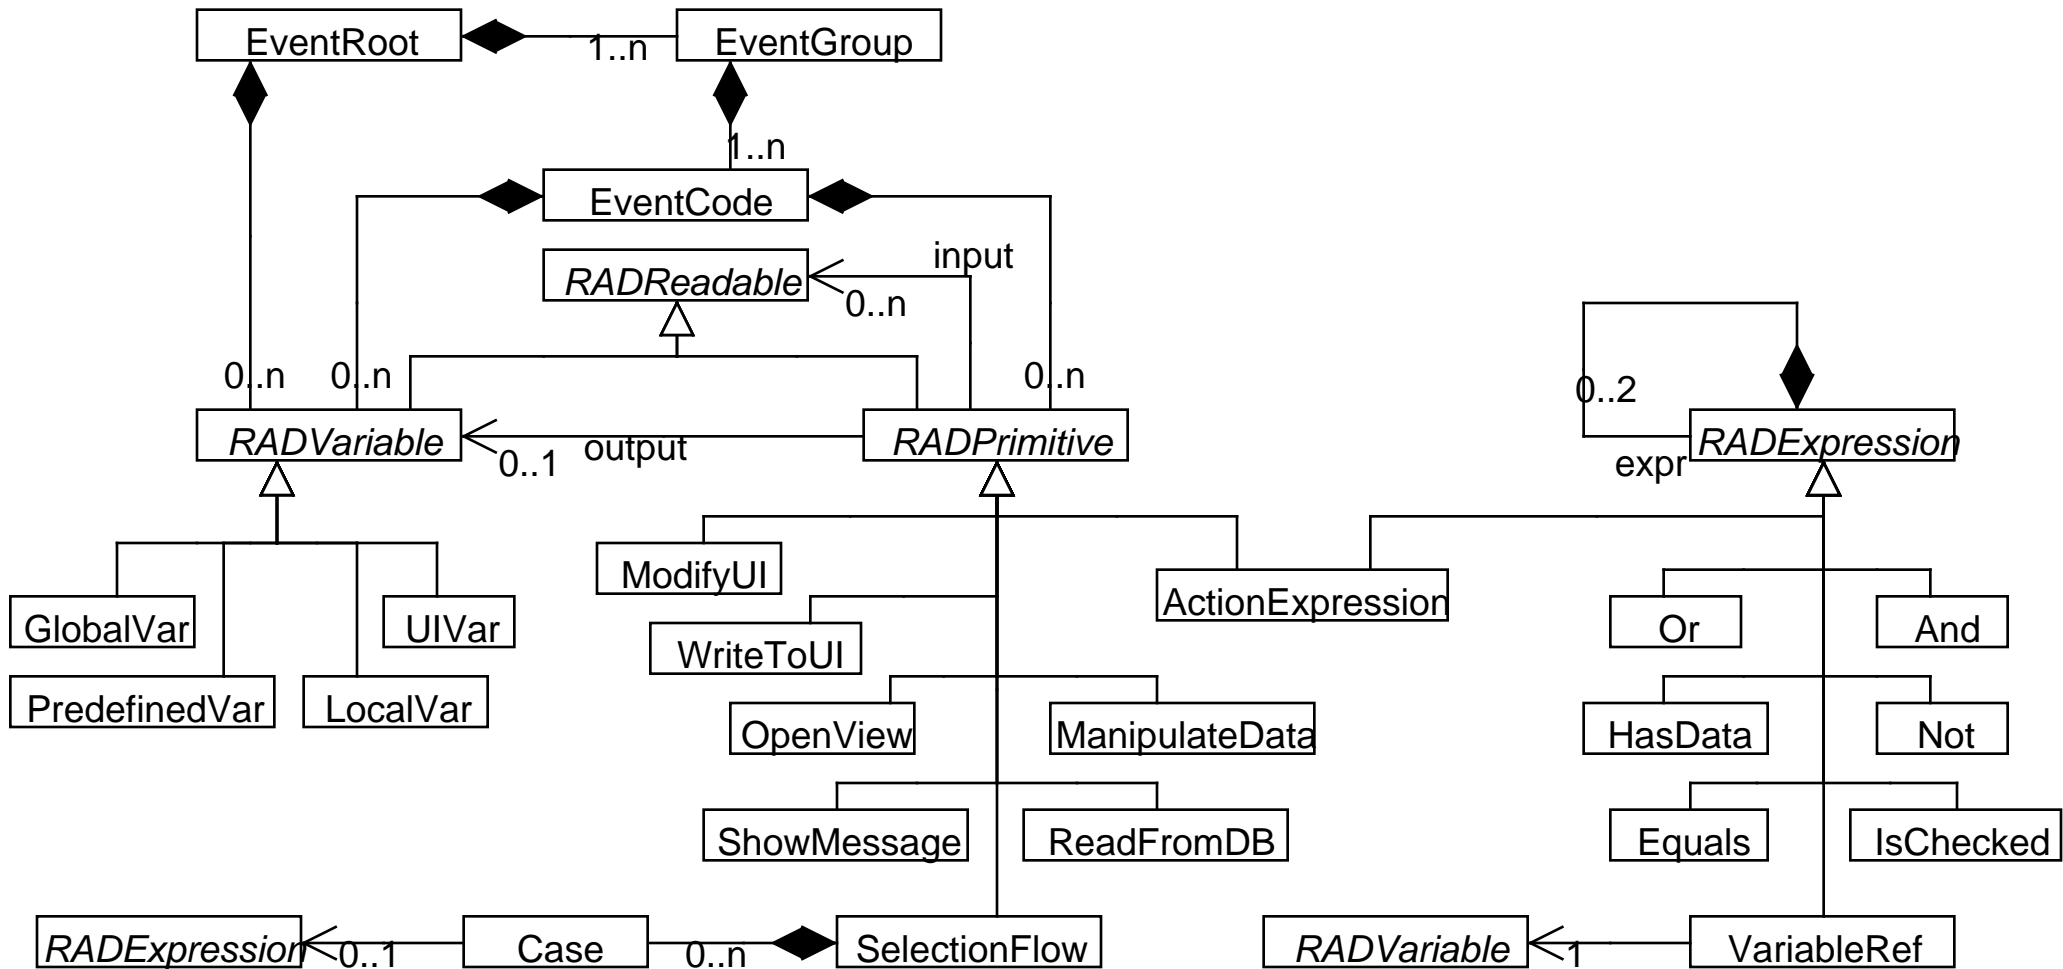 EventRoot
1..n
EventGroup
1..n
EventCode
input
RADReadable
0..n
0..n
0..n
0..n
0..2
RADVariable
0..1
output
RADPrimitive
expr
RADExpression
ModifyUI
ActionExpression
GlobalVar
UIVar
WriteToUI
Or
And
PredefinedVar
LocalVar
OpenView
ManipulateData
HasData
Not
ShowMessage
ReadFromDB
Equals
IsChecked
RADExpression
0..1
Case
0..n
SelectionFlow
RADVariable
1
VariableRef